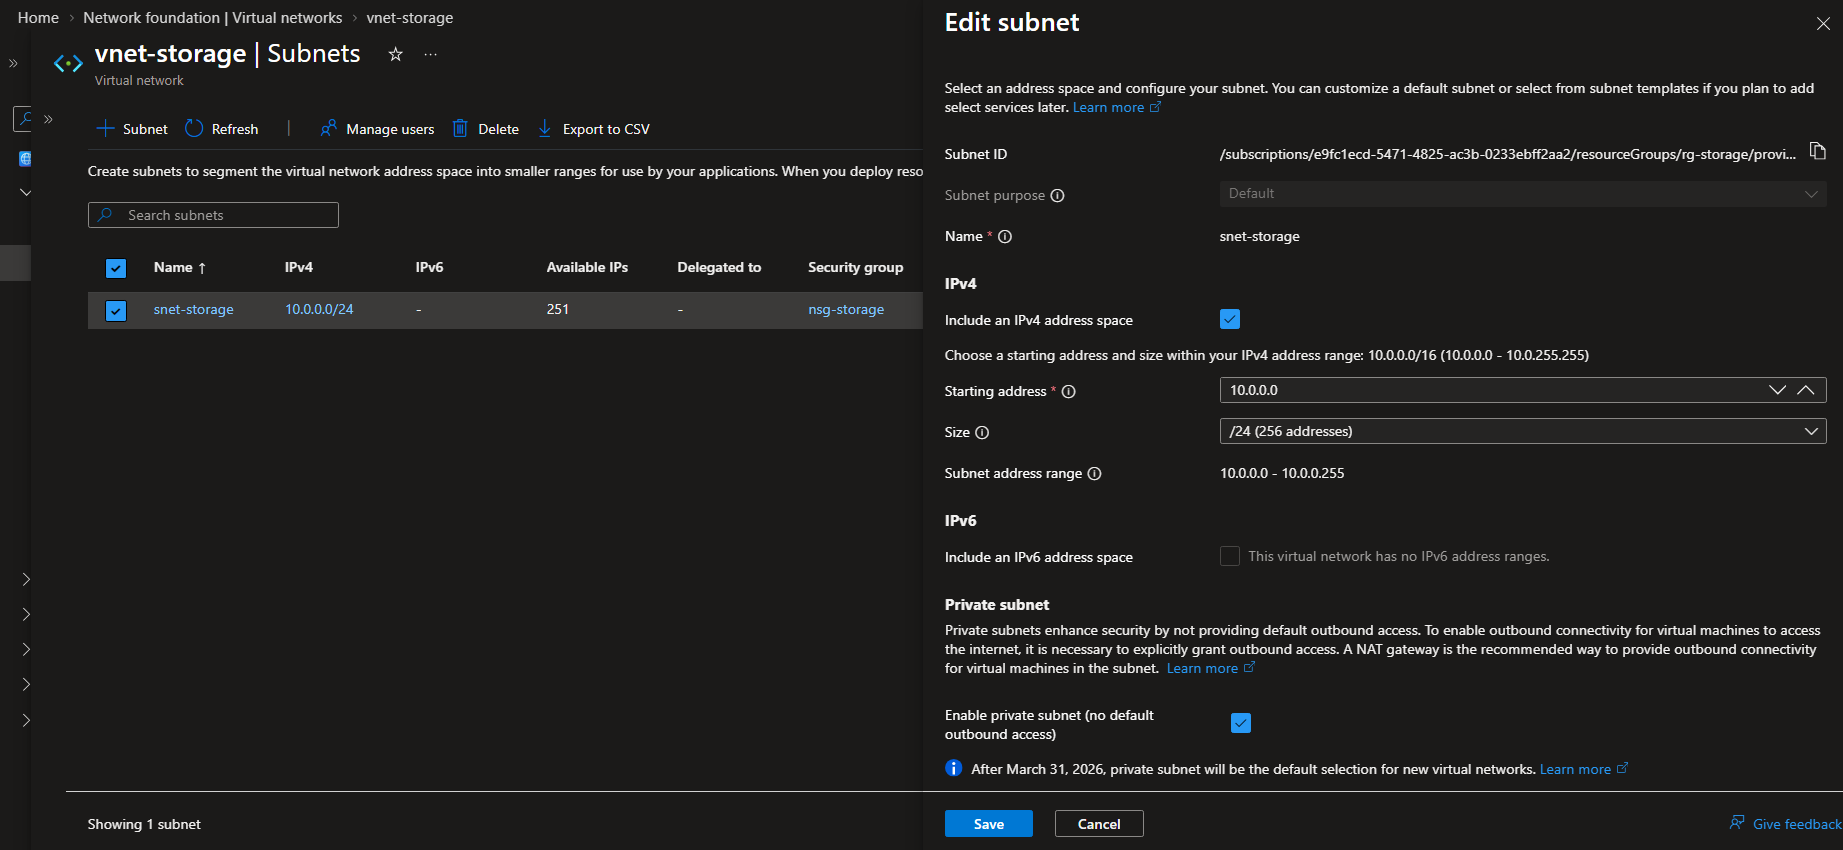 Home > Network foundation | Virtual networks > vnet-storage
vnet-storage | Subnets
Virtual network
Subnet Refresh | Manage users Delete Export to CSV
Create subnets to segment the virtual network address space into smaller ranges for use by your applications. When you deploy reso
Search subnets
Name ↑ IPv4 IPv6 Available IPs Delegated to Security group
snet-storage 10.0.0.0/24 - 251 - nsg-storage
Showing 1 subnet
Edit subnet
Select an address space and configure your subnet. You can customize a default subnet or select from subnet templates if you plan to add
select services later. Learn more
Subnet ID /subscriptions/e9fc1ecd-5471-4825-ac3b-0233ebff2aa2/resourceGroups/rg-storage/provi...
Subnet purpose Default
Name * snet-storage
IPv4
Include an IPv4 address space
Choose a starting address and size within your IPv4 address range: 10.0.0.0/16 (10.0.0.0 - 10.0.255.255)
Starting address * 10.0.0.0
Size /24 (256 addresses)
Subnet address range 10.0.0.0 - 10.0.0.255
IPv6
Include an IPv6 address space This virtual network has no IPv6 address ranges.
Private subnet
Private subnets enhance security by not providing default outbound access. To enable outbound connectivity for virtual machines to access
the internet, it is necessary to explicitly grant outbound access. A NAT gateway is the recommended way to provide outbound connectivity
for virtual machines in the subnet. Learn more
Enable private subnet (no default
outbound access)
After March 31, 2026, private subnet will be the default selection for new virtual networks. Learn more
Save Cancel Give feedback